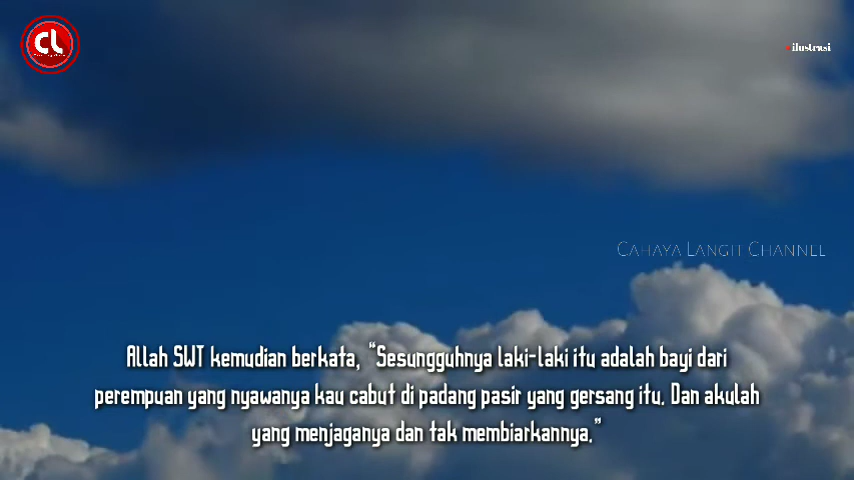 CL
ilustrasi
Cahaya Langit Channel
Allah SWT kemudian berkata, "Sesungguhnya laki-laki itu adalah bayi dari
perempuan yang nyawanya kau cabut di padang pasir yang gersang itu. Dan akulah
yang menjaganya dan tak membiarkannya."